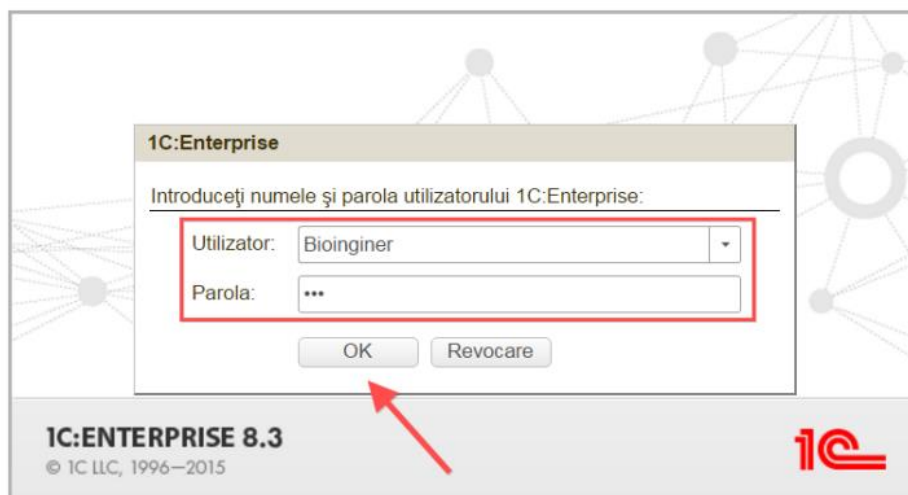 1C:Enterprise
Introduceţi numele şi parola utilizatorului 1C:Enterprise:
Utilizator: Bioinginer
Parola: •••
OK Revocare
1C:ENTERPRISE 8.3
© 1C LLC, 1996—2015
1C